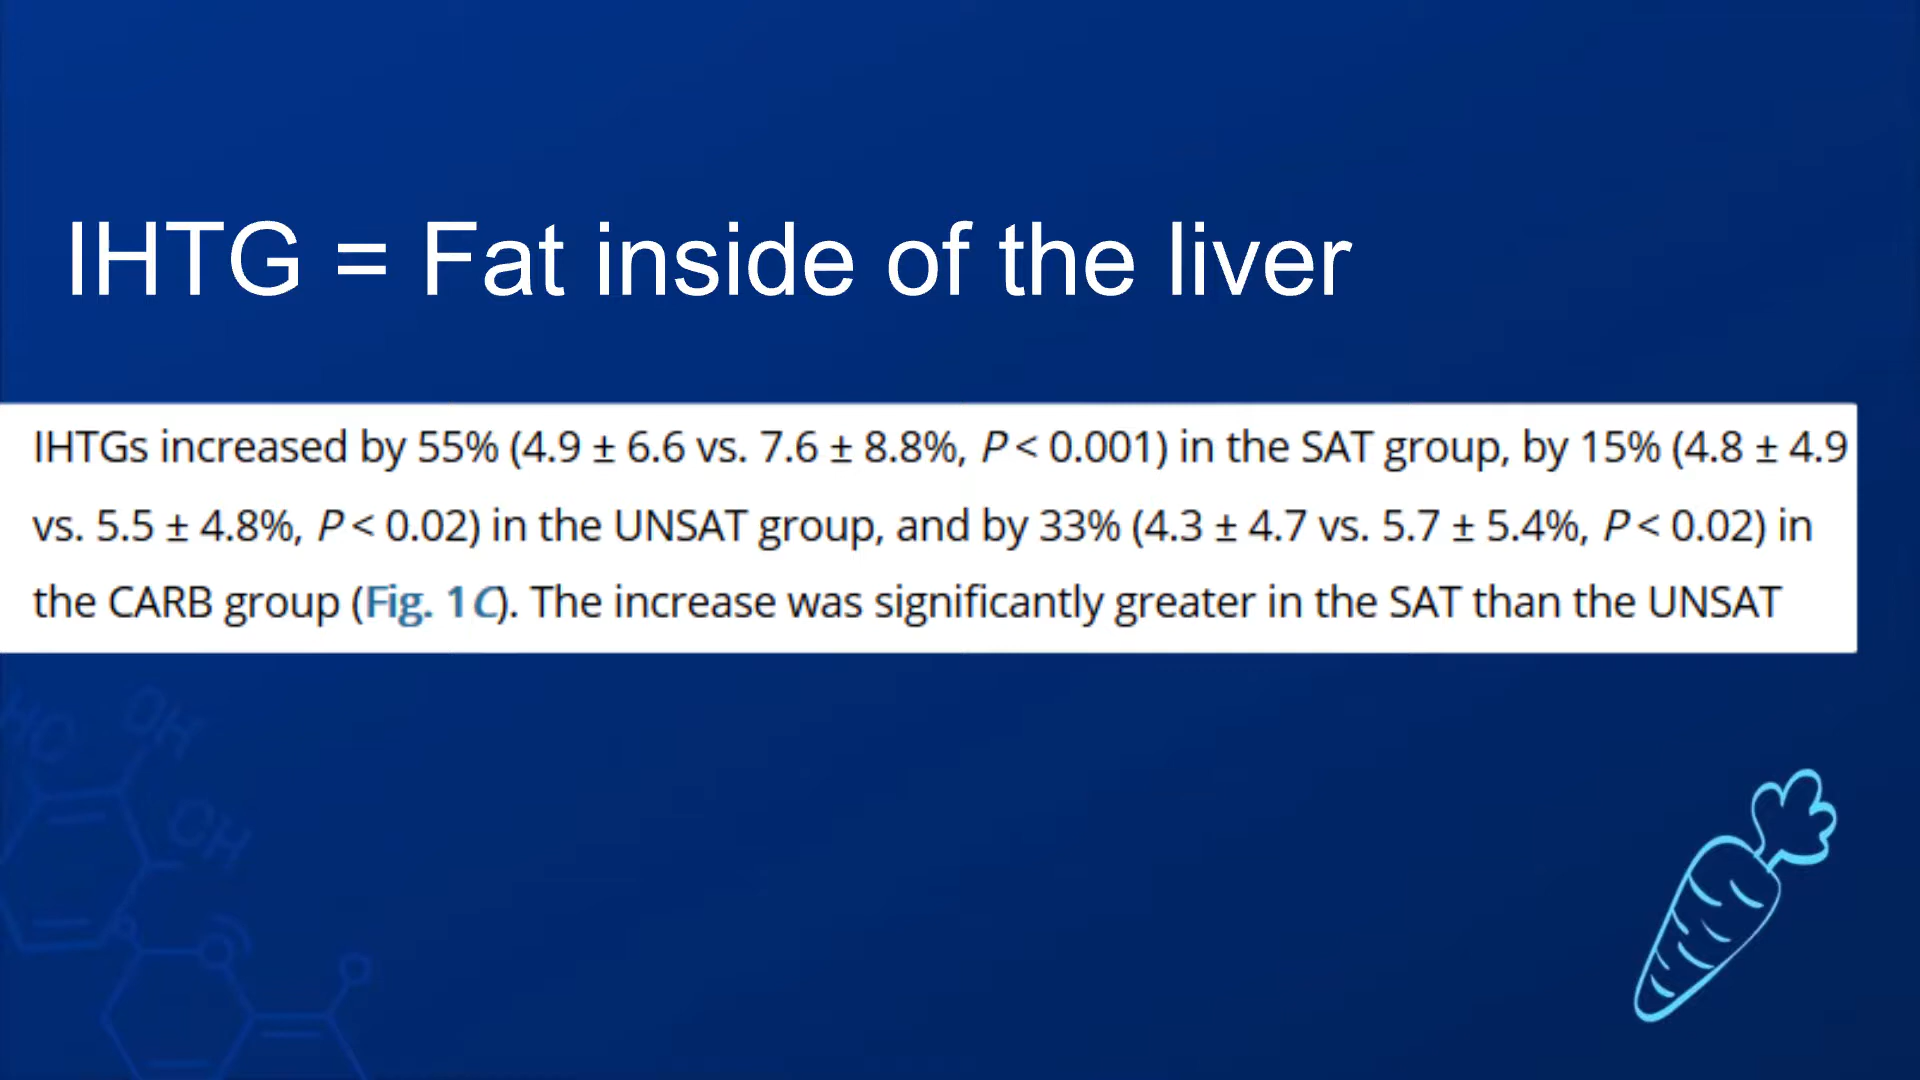 IHTG = Fat inside of the liver
IHTGs increased by 55% (4.9 ± 6.6 vs. 7.6 ± 8.8%, P < 0.001) in the SAT group, by 15% (4.8 ± 4.9
vs. 5.5 ± 4.8%, P < 0.02) in the UNSAT group, and by 33% (4.3 ± 4.7 vs. 5.7 ± 5.4%, P < 0.02) in
the CARB group (Fig. 1C). The increase was significantly greater in the SAT than the UNSAT
HO
OH
OH
O
O
O